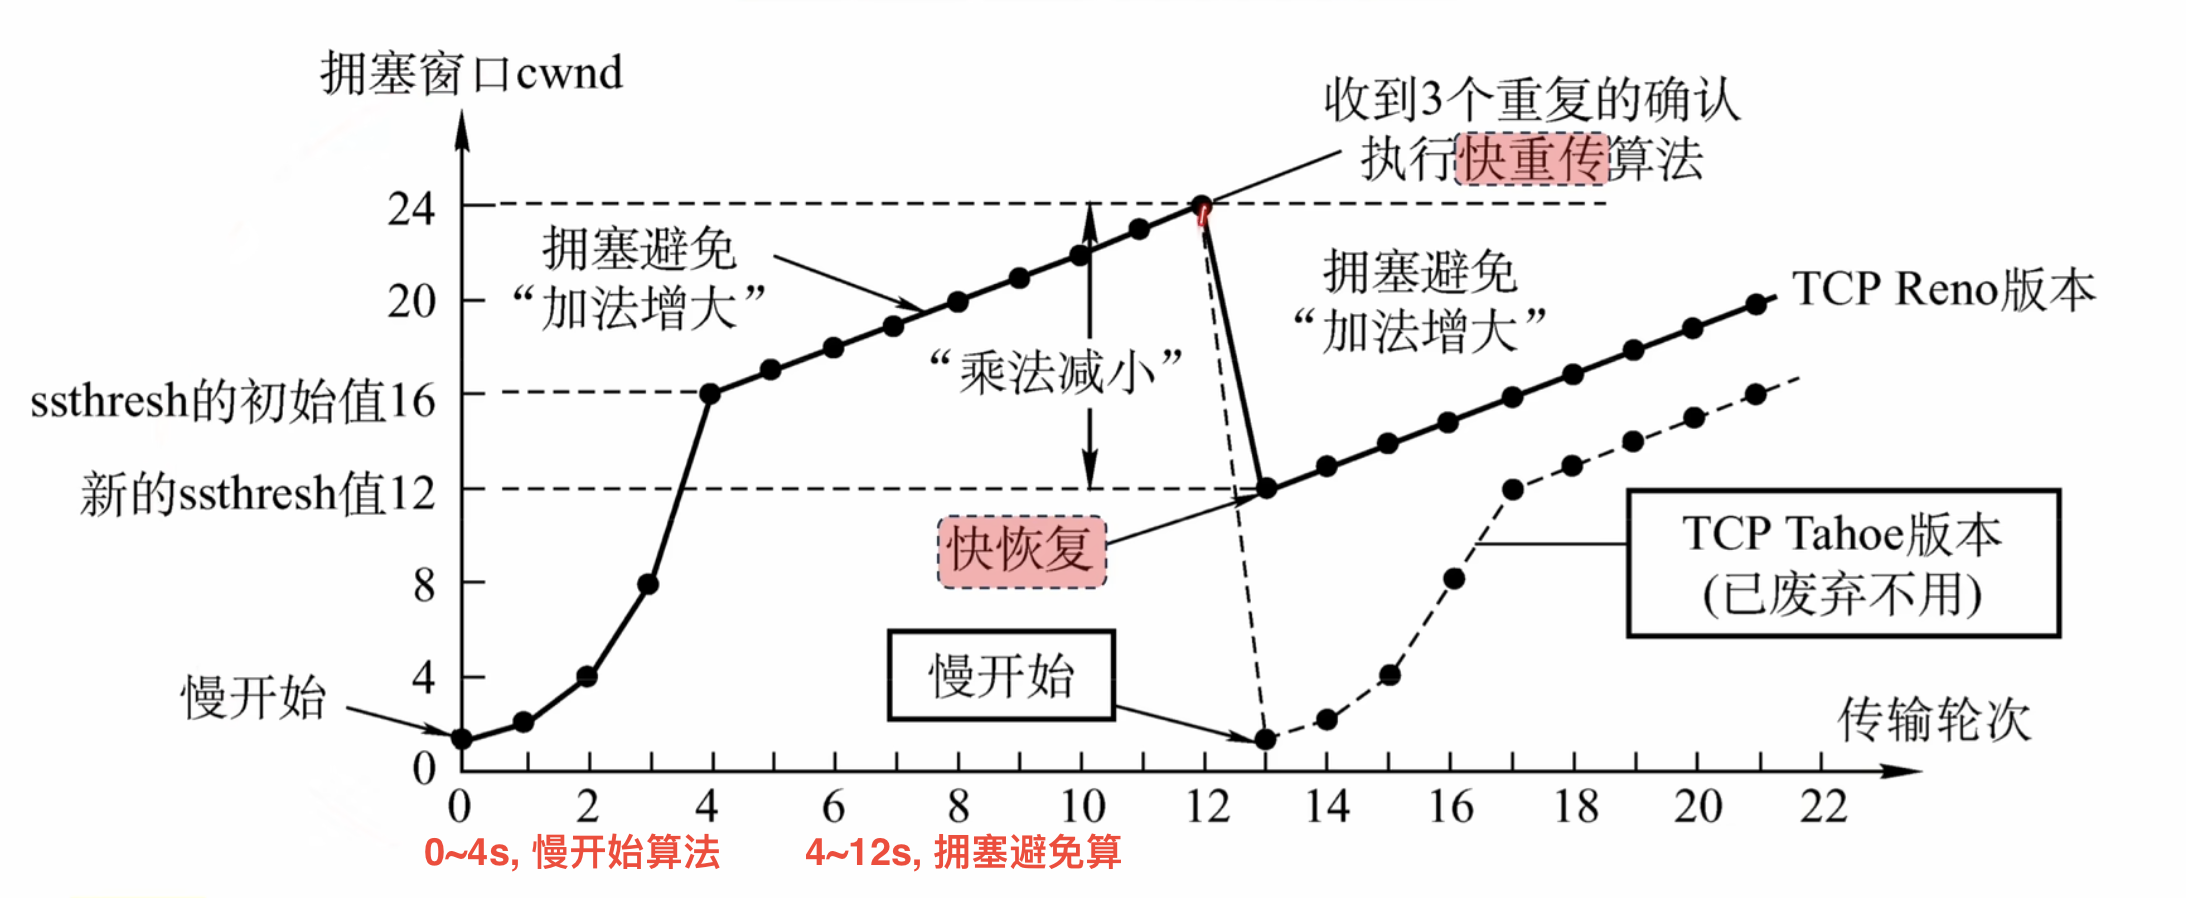 拥塞窗口cwnd
收到3个重复的确认
执行快重传算法
24
拥塞避免
“加法增大”
拥塞避免
“加法增大”
20
TCP Reno版本
“乘法减小”
ssthresh的初始值16
新的ssthresh值12
快恢复
TCP Tahoe版本
(已废弃不用)
8
慢开始
4
慢开始
传输轮次
0
0 2 4 6 8 10 12 14 16 18 20 22
0~4s, 慢开始算法 4~12s, 拥塞避免算